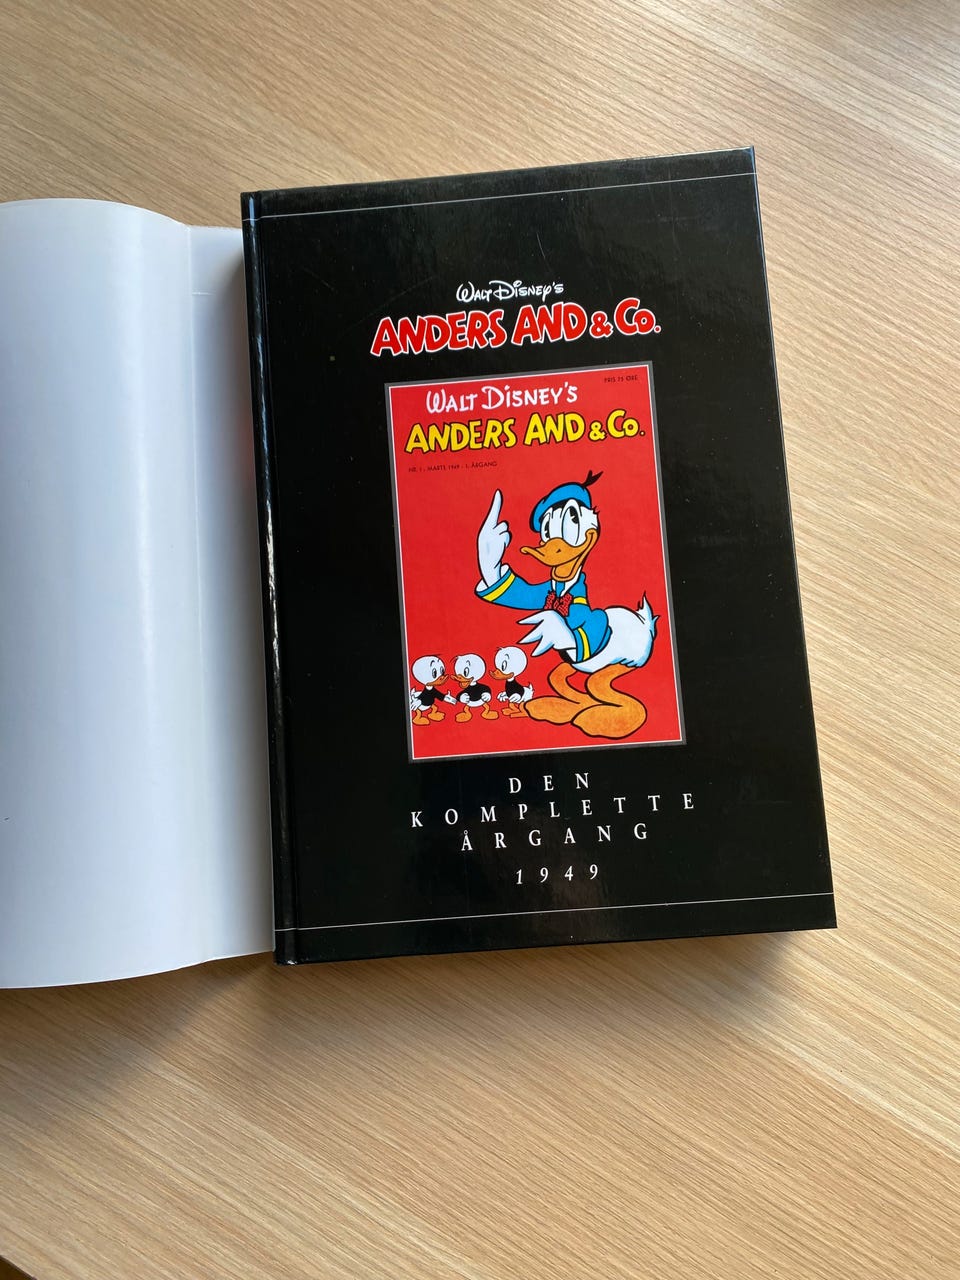 WALT DISNEY'S
ANDERS AND & Co.
PRIS 75 ØRE
WALT DISNEY'S
ANDERS AND & Co.
NR. 1 - MARTS 1949 - 1. ÅRGANG
DEN
KOMPLETTE
ÅRGANG
1949